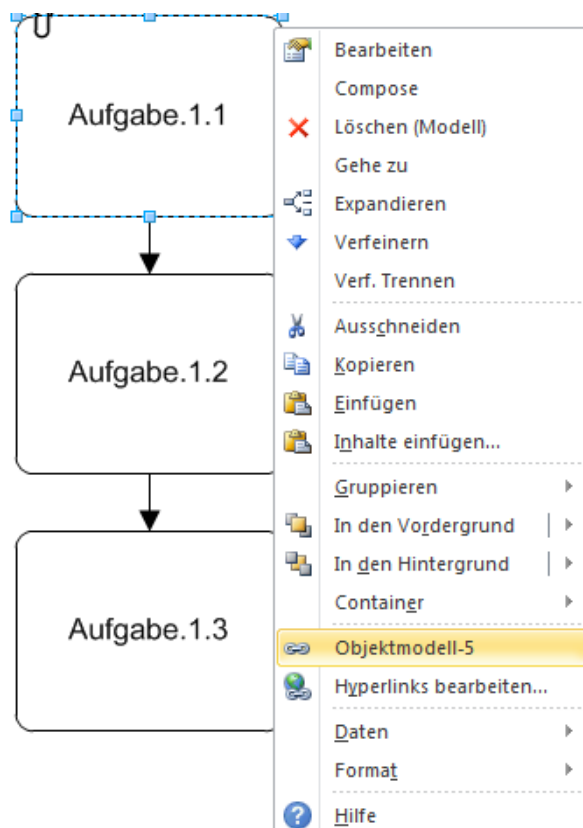 Aufgabe.1.1
Aufgabe.1.2
Aufgabe.1.3
Bearbeiten
Compose
Löschen (Modell)
Gehe zu
Expandieren
Verfeinern
Verf. Trennen
Ausschneiden
Kopieren
Einfügen
Inhalte einfügen...
Gruppieren
In den Vordergrund
In den Hintergrund
Container
Objektmodell-5
Hyperlinks bearbeiten...
Daten
Format
Hilfe